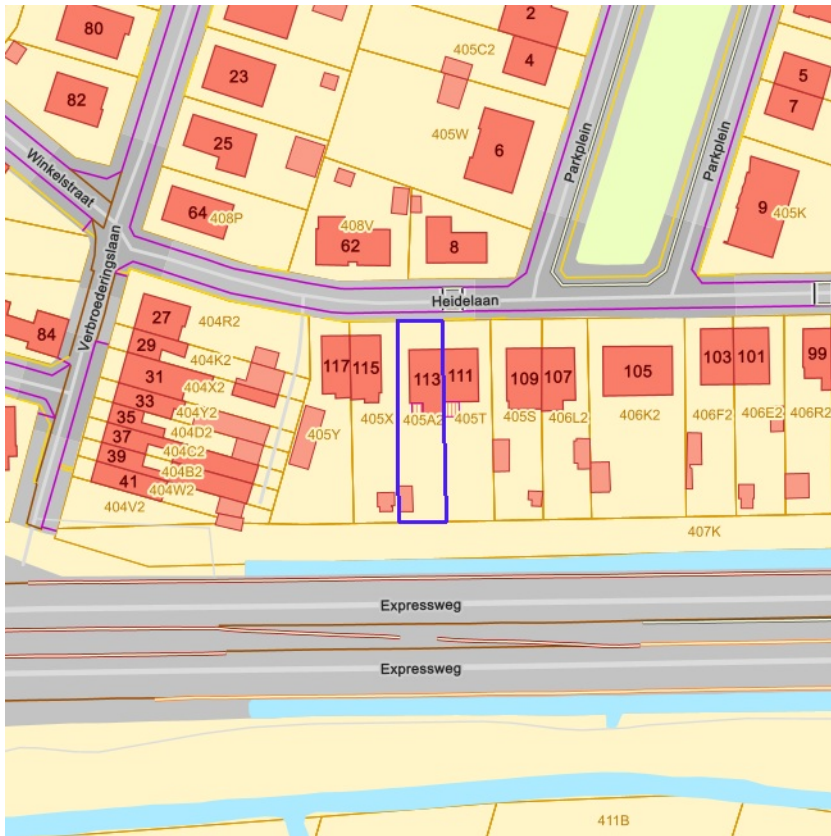 80
2
405C2
4
23
5
82
7
405W
25
6
Winkelstraat
Parkplein
Parkplein
64
408P
408V
62
8
9
405K
Verbroederingslaan
Heidelaan
27
404R2
84
29
404K2
31
404X2
33
404Y2
35
404D2
37
404C2
39
404B2
41
404W2
404V2
117
115
113
111
109
107
105
103
101
99
405Y
405X
405A2
405T
405S
406L2
406K2
406F2
406E2
406R2
407K
Expressweg
Expressweg
411B